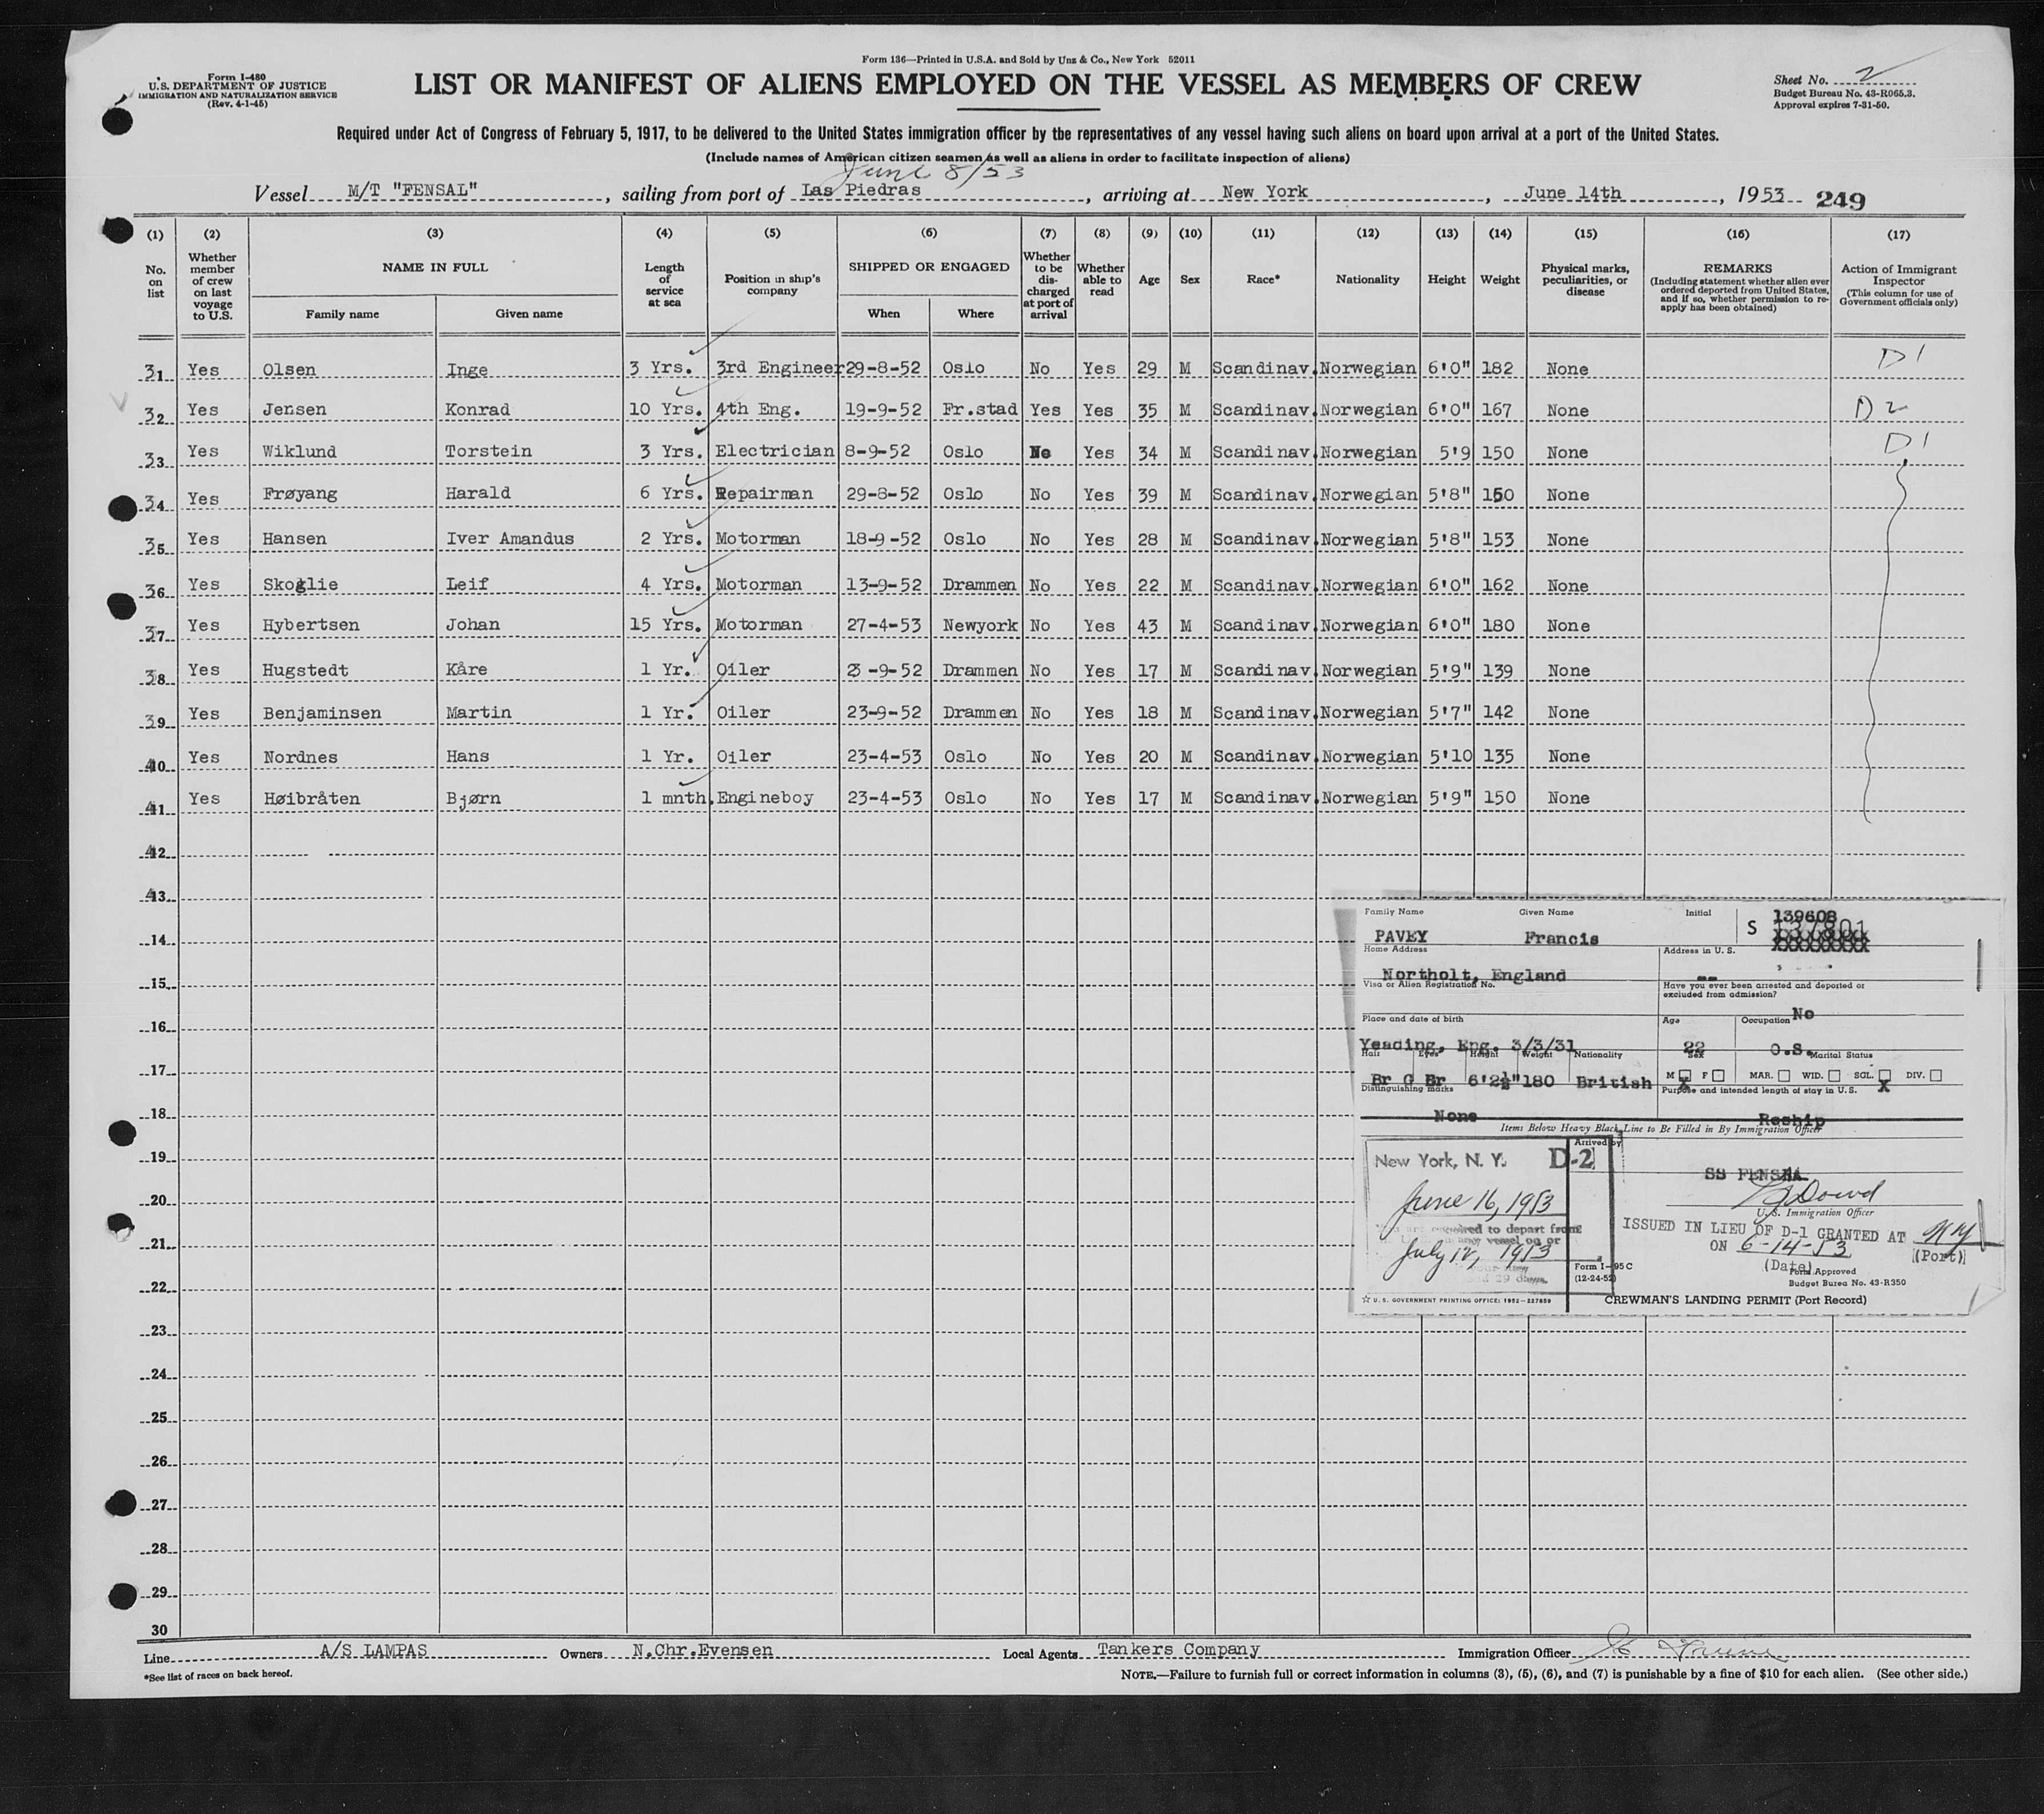 Form 136—Printed in U.S.A. and Sold by Unz & Co., New York 52011
Form I-480
U.S. DEPARTMENT OF JUSTICE
IMMIGRATION AND NATURALIZATION SERVICE
(Rev. 4-1-45)
LIST OR MANIFEST OF ALIENS EMPLOYED ON THE VESSEL AS MEMBERS OF CREW
Sheet No. 2
Budget Bureau No. 43-R065.3.
Approval expires 7-31-50.
Required under Act of Congress of February 5, 1917, to be delivered to the United States immigration officer by the representatives of any vessel having such aliens on board upon arrival at a port of the United States.
(Include names of American citizen seamen as well as aliens in order to facilitate inspection of aliens)
June 8/53
Vessel M/T "FENSAL", sailing from port of Las Piedras, arriving at New York, June 14th, 1953 249
(1) (2) (3) (4) (5) (6) (7) (8) (9) (10) (11) (12) (13) (14) (15) (16) (17)
No. on list
Whether member of crew on last voyage to U.S.
NAME IN FULL
Family name
Given name
Length of service at sea
Position in ship's company
SHIPPED OR ENGAGED
When
Where
Whether to be discharged at port of arrival
Whether able to read
Age
Sex
Race*
Nationality
Height
Weight
Physical marks, peculiarities, or disease
REMARKS
(Including statement whether alien ever ordered deported from United States, and if so, whether permission to reapply has been obtained)
Action of Immigrant Inspector
(This column for use of Government officials only)
31 Yes Olsen Inge 3 Yrs. 3rd Engineer 29-8-52 Oslo No Yes 29 M Scandinav. Norwegian 6'0" 182 None D1
32 Yes Jensen Konrad 10 Yrs. 4th Eng. 19-9-52 Fr.stad Yes Yes 35 M Scandinav. Norwegian 6'0" 167 None D2
33 Yes Wiklund Torstein 3 Yrs. Electrician 8-9-52 Oslo No Yes 34 M Scandinav. Norwegian 5'9 150 None D1
34 Yes Frøyang Harald 6 Yrs. Repairman 29-8-52 Oslo No Yes 39 M Scandinav. Norwegian 5'8" 150 None
35 Yes Hansen Iver Amandus 2 Yrs. Motorman 18-9-52 Oslo No Yes 28 M Scandinav. Norwegian 5'8" 153 None
36 Yes Skoglie Leif 4 Yrs. Motorman 13-9-52 Drammen No Yes 22 M Scandinav. Norwegian 6'0" 162 None
37 Yes Hybertsen Johan 15 Yrs. Motorman 27-4-53 Newyork No Yes 43 M Scandinav. Norwegian 6'0" 180 None
38 Yes Hugstedt Kåre 1 Yr. Oiler 23-9-52 Drammen No Yes 17 M Scandinav. Norwegian 5'9" 139 None
39 Yes Benjaminsen Martin 1 Yr. Oiler 23-9-52 Drammen No Yes 18 M Scandinav. Norwegian 5'7" 142 None
40 Yes Nordnes Hans 1 Yr. Oiler 23-4-53 Oslo No Yes 20 M Scandinav. Norwegian 5'10 135 None
41 Yes Høibråten Bjørn 1 mnth. Engineboy 23-4-53 Oslo No Yes 17 M Scandinav. Norwegian 5'9" 150 None
42
43
14
15
16
17
18
19
20
21
22
23
24
25
26
27
28
29
30
Family Name Given Name Initial
PAVEY Francis S 139608
Home Address Address in U. S.
Northolt, England --
Visa or Alien Registration No. Have you ever been arrested and deported or excluded from admission?
No
Place and date of birth Age Occupation
Yeading, Eng. 3/3/31 22 O.S.
Hair Eyes Height Weight Nationality Sex Marital Status
Br G Br 6'2½" 180 British M X F MAR. WID. SGL. X DIV.
Distinguishing marks Purpose and intended length of stay in U.S.
None Reship
Items Below Heavy Black Line to Be Filled in By Immigration Officer
New York, N. Y. D-2 Arrived by
June 16, 1953
July 12, 1953
29 days.
U.S. Immigration Officer
ISSUED IN LIEU OF D-1 GRANTED AT NY
ON 6-14-53 (Port)
(Date)
Form Approved
Budget Burea No. 43-R350
Form I-95 C
(12-24-52)
☆ U. S. GOVERNMENT PRINTING OFFICE: 1952—227859
CREWMAN'S LANDING PERMIT (Port Record)
Line A/S LAMPAS Owners N.Chr.Evensen Local Agents Tankers Company Immigration Officer
*See list of races on back hereof.
NOTE.—Failure to furnish full or correct information in columns (3), (5), (6), and (7) is punishable by a fine of $10 for each alien. (See other side.)